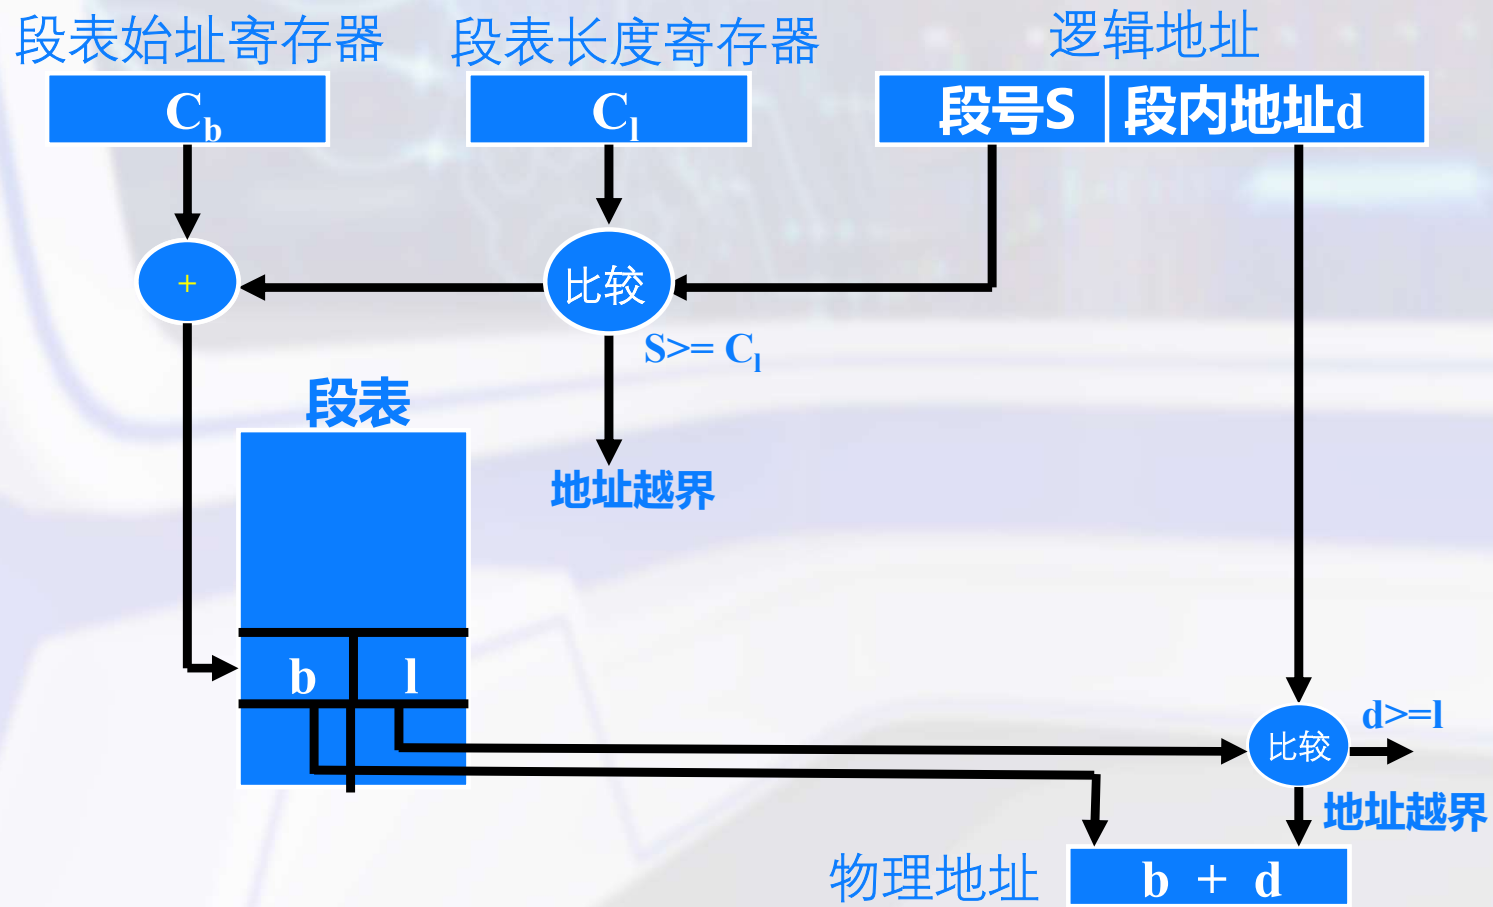 段表始址寄存器
段表长度寄存器
逻辑地址
Cb
Cl
段号S
段内地址d
+
比较
S>= Cl
段表
地址越界
b
l
d>=l
比较
地址越界
物理地址
b + d